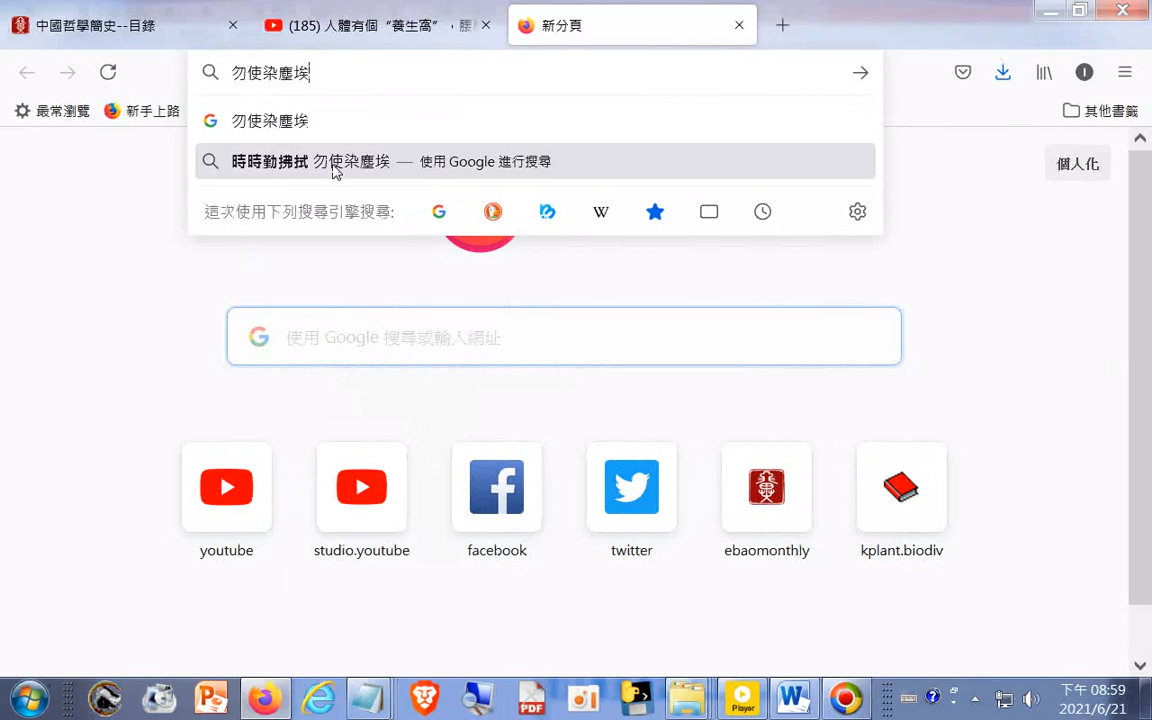 中國哲學簡史--目錄
(185) 人體有個“養生窩”，腰
新分頁
勿使染塵埃
最常瀏覽
新手上路
其他書籤
勿使染塵埃
時時勤拂拭 勿使染塵埃 — 使用 Google 進行搜尋
個人化
這次使用下列搜尋引擎搜尋:
使用 Google 搜尋或輸入網址
youtube
studio.youtube
facebook
twitter
ebaomonthly
kplant.biodiv
下午 08:59
2021/6/21
PDF
Player